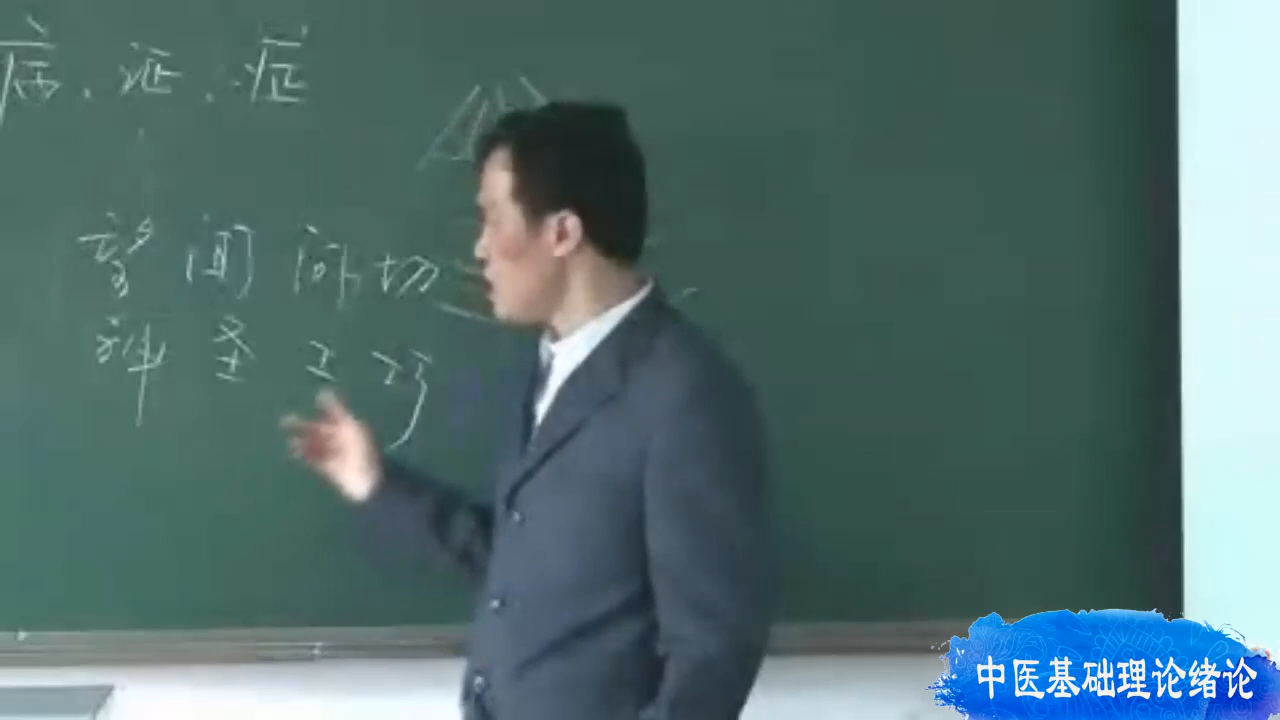 病、证、症
望闻问切
神圣工巧
中医基础理论绪论